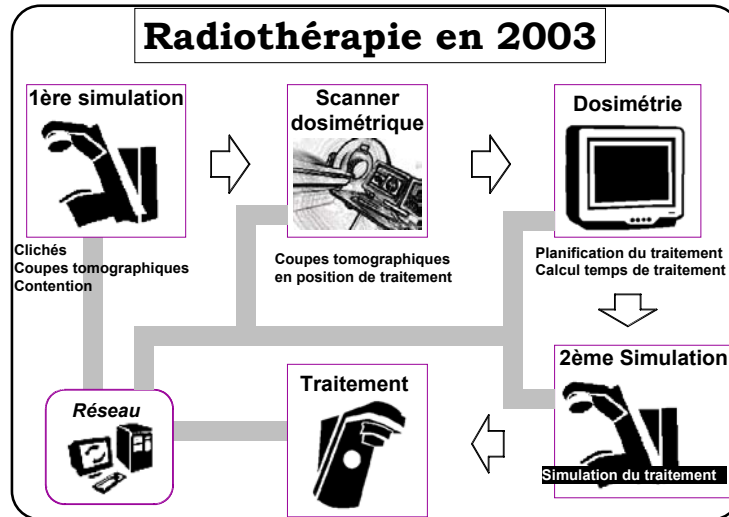 Radiothérapie en 2003
1ère simulation
Clichés
Coupes tomographiques
Contention
Scanner
dosimétrique
Coupes tomographiques
en position de traitement
Dosimétrie
Planification du traitement
Calcul temps de traitement
2ème Simulation
Simulation du traitement
Traitement
Réseau